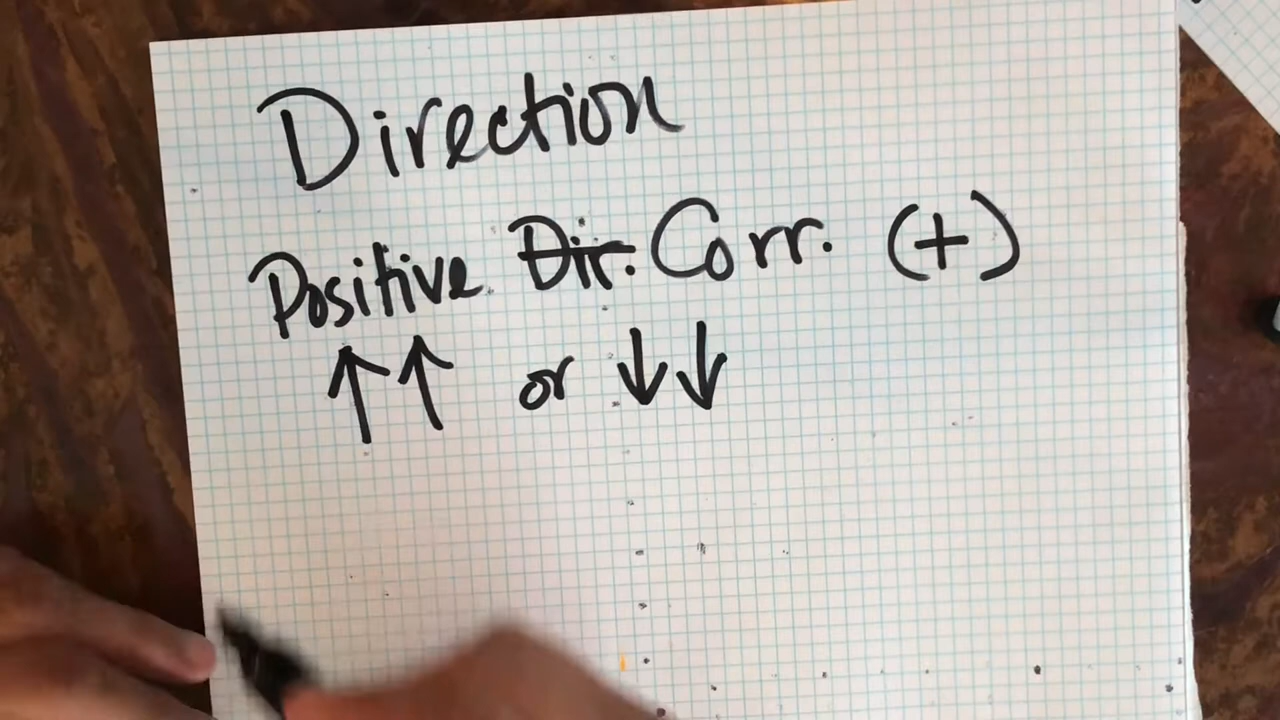 Direction
Positive Dir. Corr. (+)
↑↑ or ↓↓